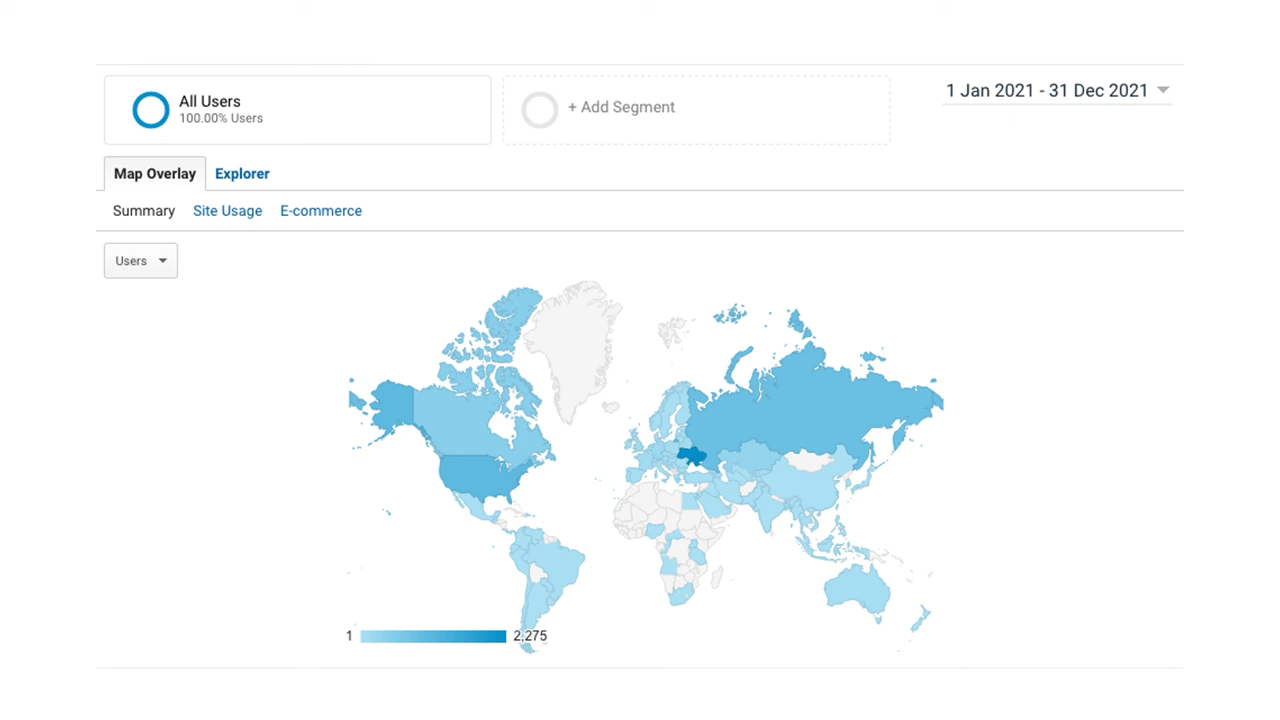 All Users
100.00% Users
+ Add Segment
1 Jan 2021 - 31 Dec 2021
Map Overlay
Explorer
Summary
Site Usage
E-commerce
Users
1
2,275